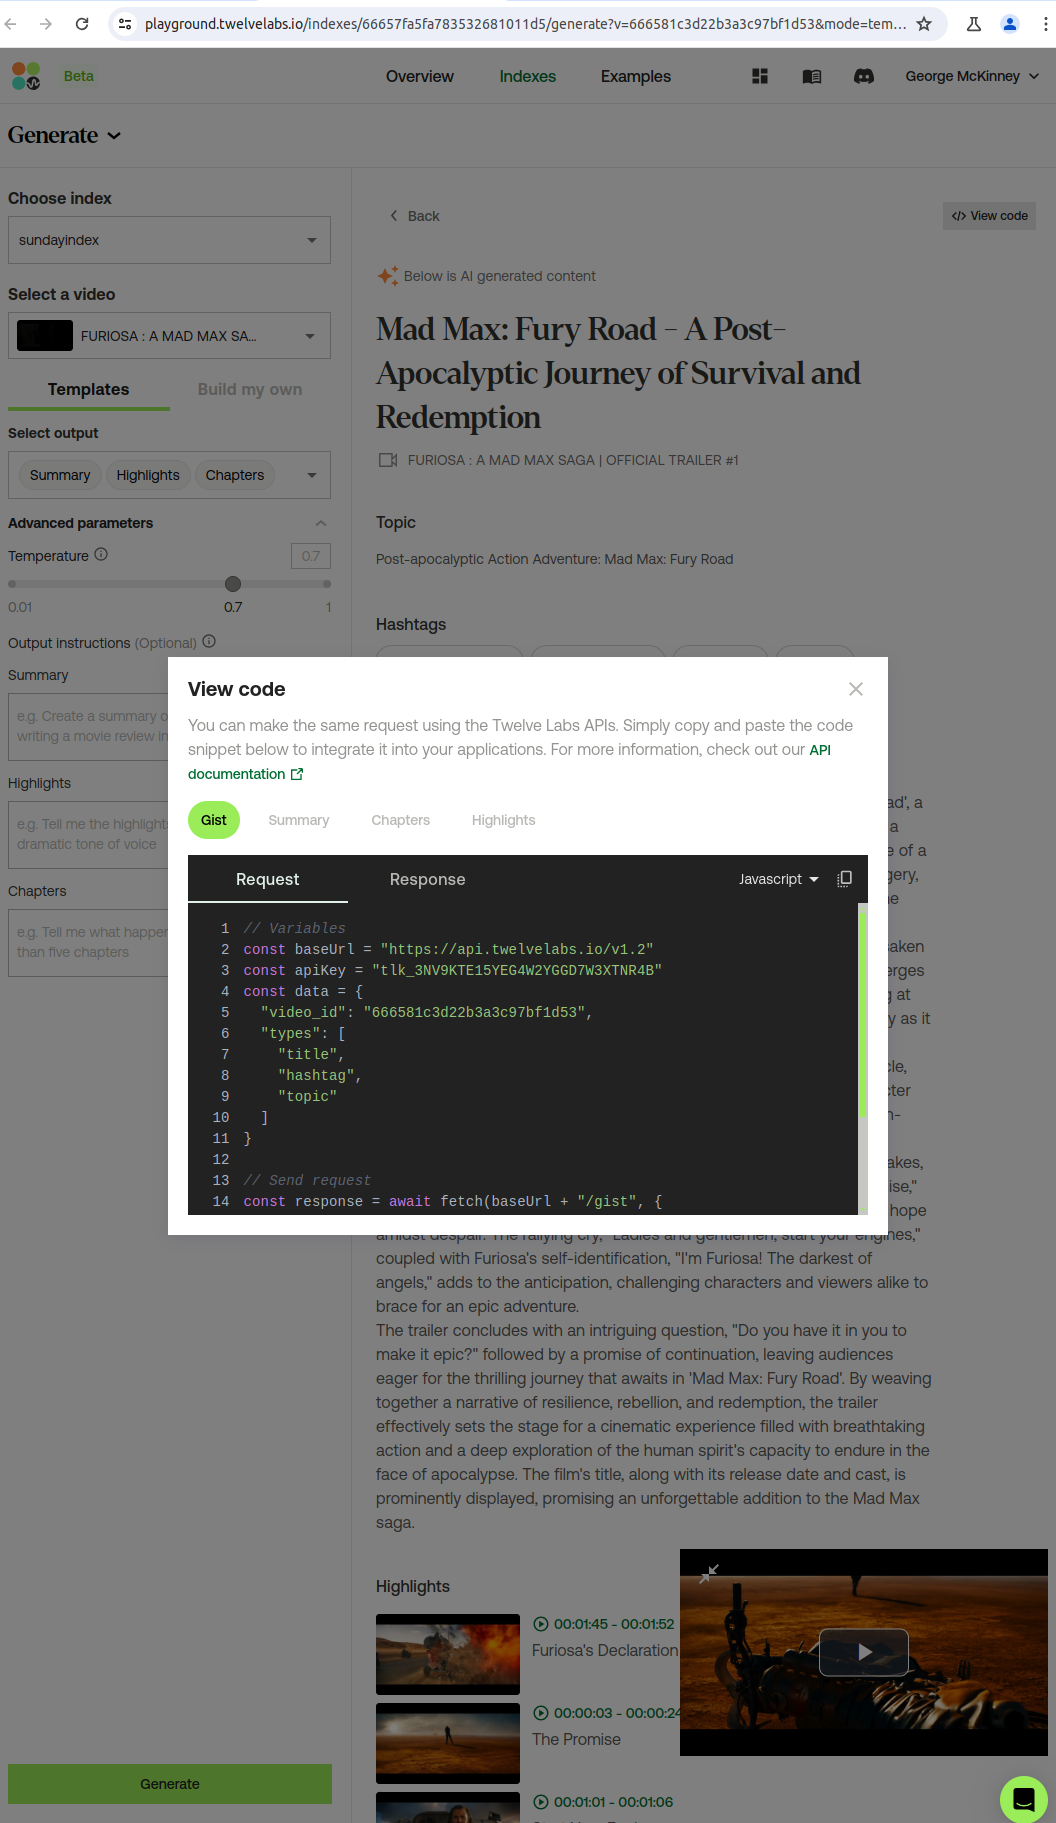 playground.twelvelabs.io/indexes/66657fa5fa783532681011d5/generate?v=666581c3d22b3a3c97bf1d53&mode=tem...
Beta
Overview
Indexes
Examples
George McKinney
Generate
Choose index
sundayindex
Select a video
FURIOSA : A MAD MAX SA...
Templates
Build my own
Select output
Summary
Highlights
Chapters
Advanced parameters
Temperature
0.7
0.01
0.7
1
Output instructions (Optional)
Summary
e.g. Create a summary o
writing a movie review in
Highlights
e.g. Tell me the highlight
dramatic tone of voice
Chapters
e.g. Tell me what happer
than five chapters
Generate
Back
</> View code
Below is AI generated content
Mad Max: Fury Road - A Post-
Apocalyptic Journey of Survival and
Redemption
FURIOSA : A MAD MAX SAGA | OFFICIAL TRAILER #1
Topic
Post-apocalyptic Action Adventure: Mad Max: Fury Road
Hashtags
View code
You can make the same request using the Twelve Labs APIs. Simply copy and paste the code
snippet below to integrate it into your applications. For more information, check out our API
documentation
Gist
Summary
Chapters
Highlights
Request
Response
Javascript
1 // Variables
2 const baseUrl = "https://api.twelvelabs.io/v1.2"
3 const apiKey = "tlk_3NV9KTE15YEG4W2YGGD7W3XTNR4B"
4 const data = {
5 "video_id": "666581c3d22b3a3c97bf1d53",
6 "types": [
7 "title",
8 "hashtag",
9 "topic"
10 ]
11 }
12
13 // Send request
14 const response = await fetch(baseUrl + "/gist", {
ad', a
a
e of a
gery,
ne
aken
erges
g at
y as it
cle,
cter
n-
akes,
ise,"
hope
amidst despair. The rallying cry, "Ladies and gentlemen, start your engines,"
coupled with Furiosa's self-identification, "I'm Furiosa! The darkest of
angels," adds to the anticipation, challenging characters and viewers alike to
brace for an epic adventure.
The trailer concludes with an intriguing question, "Do you have it in you to
make it epic?" followed by a promise of continuation, leaving audiences
eager for the thrilling journey that awaits in 'Mad Max: Fury Road'. By weaving
together a narrative of resilience, rebellion, and redemption, the trailer
effectively sets the stage for a cinematic experience filled with breathtaking
action and a deep exploration of the human spirit's capacity to endure in the
face of apocalypse. The film's title, along with its release date and cast, is
prominently displayed, promising an unforgettable addition to the Mad Max
saga.
Highlights
00:01:45 - 00:01:52
Furiosa's Declaration
00:00:03 - 00:00:24
The Promise
00:01:01 - 00:01:06